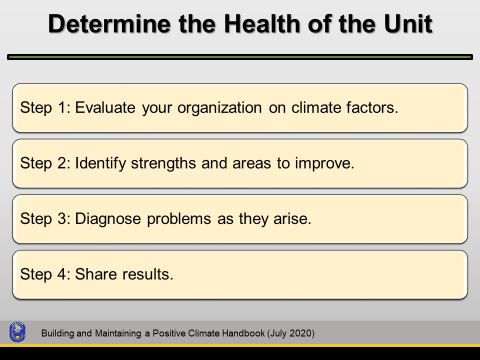 Determine the Health of the Unit
Step 1: Evaluate your organization on climate factors.
Step 2: Identify strengths and areas to improve.
Step 3: Diagnose problems as they arise.
Step 4: Share results.
Building and Maintaining a Positive Climate Handbook (July 2020)